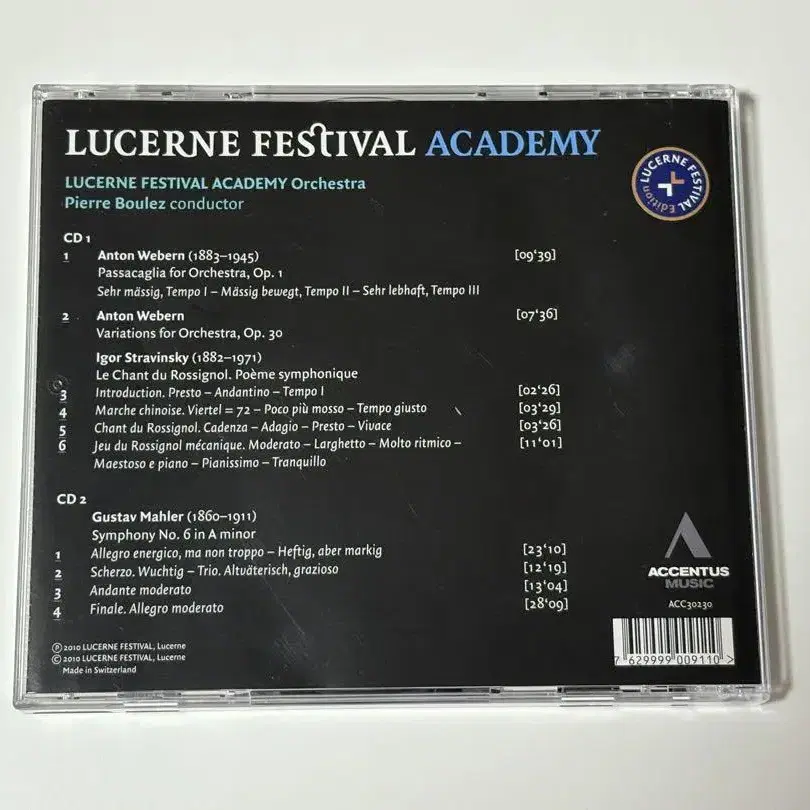 LUCERNE FESTIVAL ACADEMY
LUCERNE FESTIVAL ACADEMY Orchestra
Pierre Boulez conductor
LUCERNE FESTIVAL Edition
CD 1
1 Anton Webern (1883–1945) [09‘39]
Passacaglia for Orchestra, Op. 1
Sehr mässig, Tempo I – Mässig bewegt, Tempo II – Sehr lebhaft, Tempo III
2 Anton Webern [07‘36]
Variations for Orchestra, Op. 30
Igor Stravinsky (1882–1971)
Le Chant du Rossignol. Poème symphonique
3 Introduction. Presto – Andantino – Tempo I [02‘26]
4 Marche chinoise. Viertel = 72 – Poco più mosso – Tempo giusto [03‘29]
5 Chant du Rossignol. Cadenza – Adagio – Presto – Vivace [03‘26]
6 Jeu du Rossignol mécanique. Moderato – Larghetto – Molto ritmico – [11‘01]
Maestoso e piano – Pianissimo – Tranquillo
CD 2
Gustav Mahler (1860–1911)
Symphony No. 6 in A minor
1 Allegro energico, ma non troppo – Heftig, aber markig [23‘10]
2 Scherzo. Wuchtig – Trio. Altväterisch, grazioso [12‘19]
3 Andante moderato [13‘04]
4 Finale. Allegro moderato [28‘09]
ACCENTUS
MUSIC
ACC30230
℗ 2010 LUCERNE FESTIVAL, Lucerne
© 2010 LUCERNE FESTIVAL, Lucerne
Made in Switzerland
7 629999 009110 >